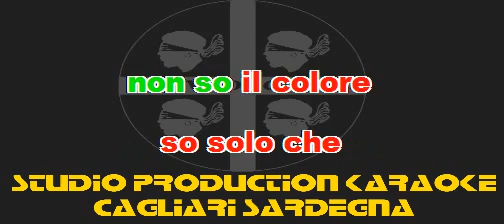 non so il colore
so solo che
STUDIO PRODUCTION KARAOKE
CAGLIARI SARDEGNA